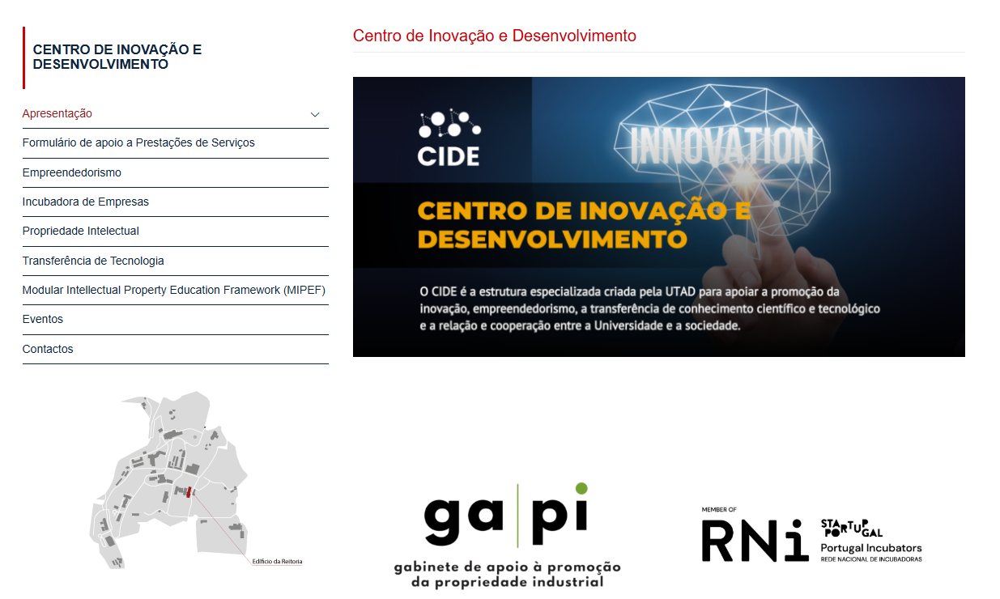 CENTRO DE INOVAÇÃO E
DESENVOLVIMENTO
Apresentação
Formulário de apoio a Prestações de Serviços
Empreendedorismo
Incubadora de Empresas
Propriedade Intelectual
Transferência de Tecnologia
Modular Intellectual Property Education Framework (MIPEF)
Eventos
Contactos
Edíficio da Reitoria
Centro de Inovação e Desenvolvimento
CIDE
INNOVATION
CENTRO DE INOVAÇÃO E
DESENVOLVIMENTO
O CIDE é a estrutura especializada criada pela UTAD para apoiar a promoção da
inovação, empreendedorismo, a transferência de conhecimento científico e tecnológico
e a relação e cooperação entre a Universidade e a sociedade.
ga|pi
gabinete de apoio à promoção
da propriedade industrial
MEMBER OF
RNi
STARTUP
PORTUGAL
Portugal Incubators
REDE NACIONAL DE INCUBADORAS